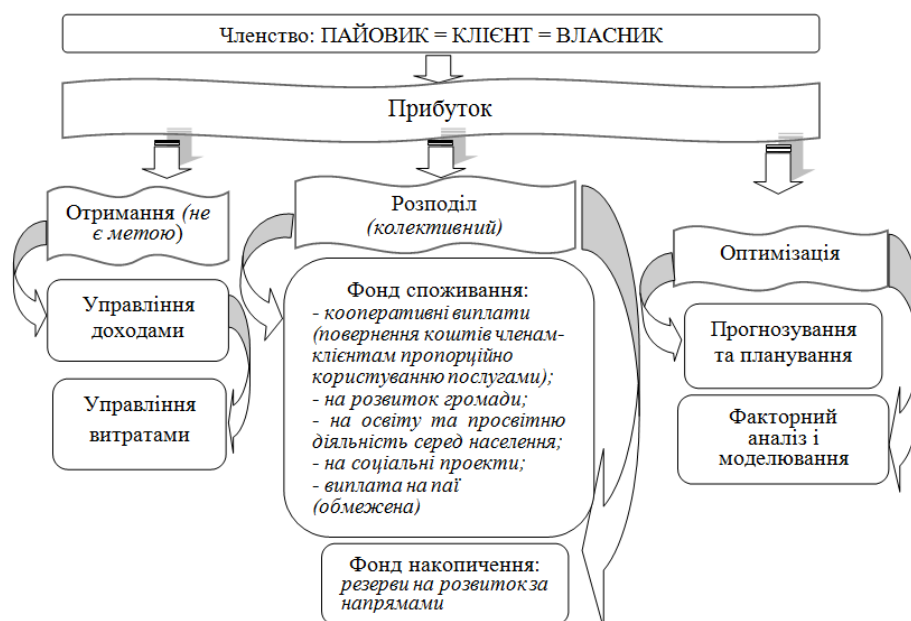 Членство: ПАЙОВИК = КЛІЄНТ = ВЛАСНИК
Прибуток
Отримання (не
є метою)
Управління
доходами
Управління
витратами
Розподіл
(колективний)
Фонд споживання:
- кооперативні виплати
(повернення коштів членам-
клієнтам пропорційно
користуванню послугами);
- на розвиток громади;
- на освіту та просвітню
діяльність серед населення;
- на соціальні проекти;
- виплата на паї
(обмежена)
Фонд накопичення:
резерви на розвиток за
напрямами
Оптимізація
Прогнозування
та планування
Факторний
аналіз і
моделювання